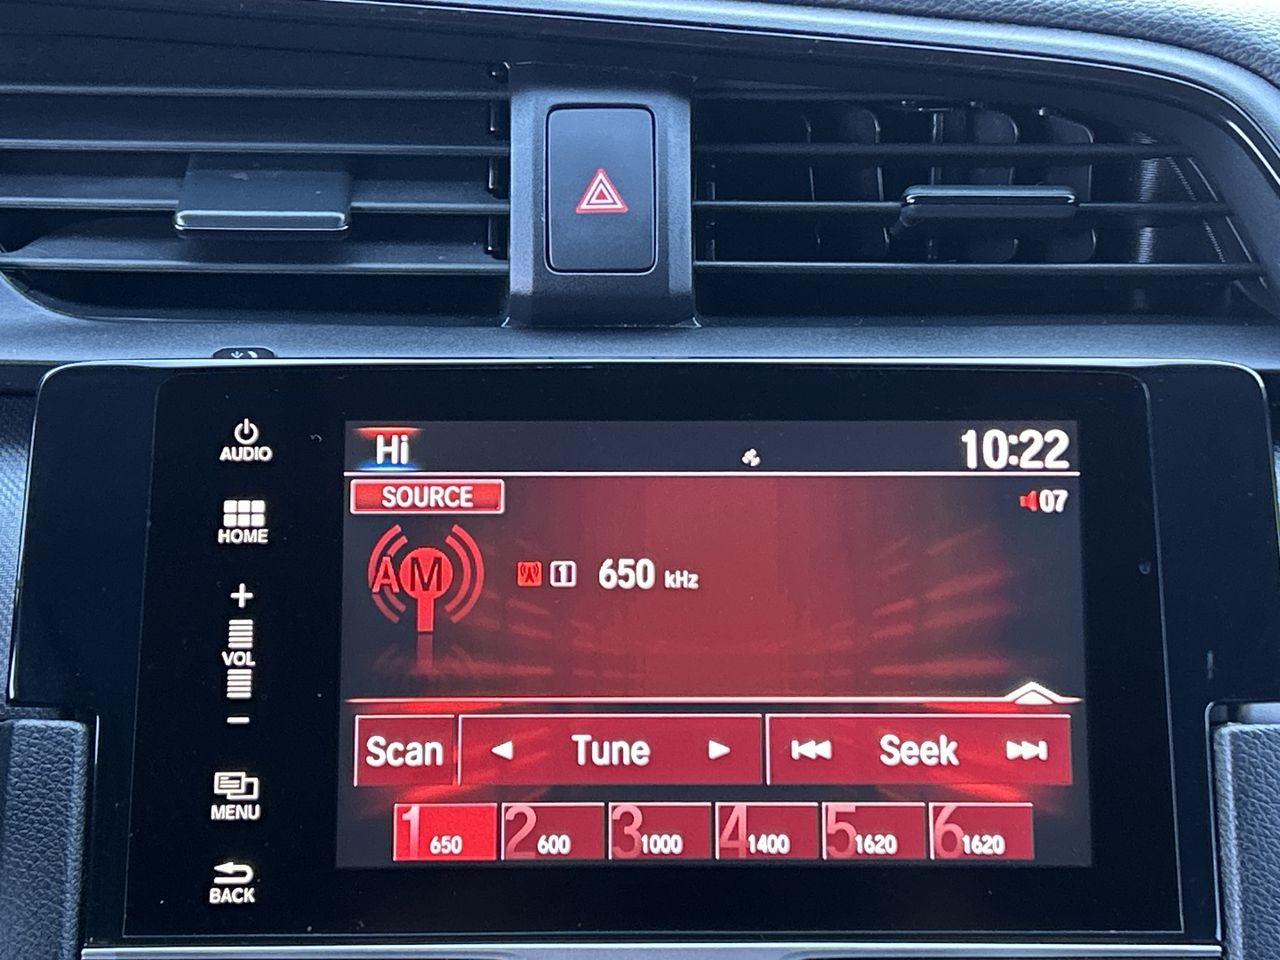 AUDIO
Hi
10:22
SOURCE
07
HOME
AM
1 650 kHz
+
VOL
−
Scan
Tune
Seek
MENU
1 650
2 600
3 1000
4 1400
5 1620
6 1620
BACK